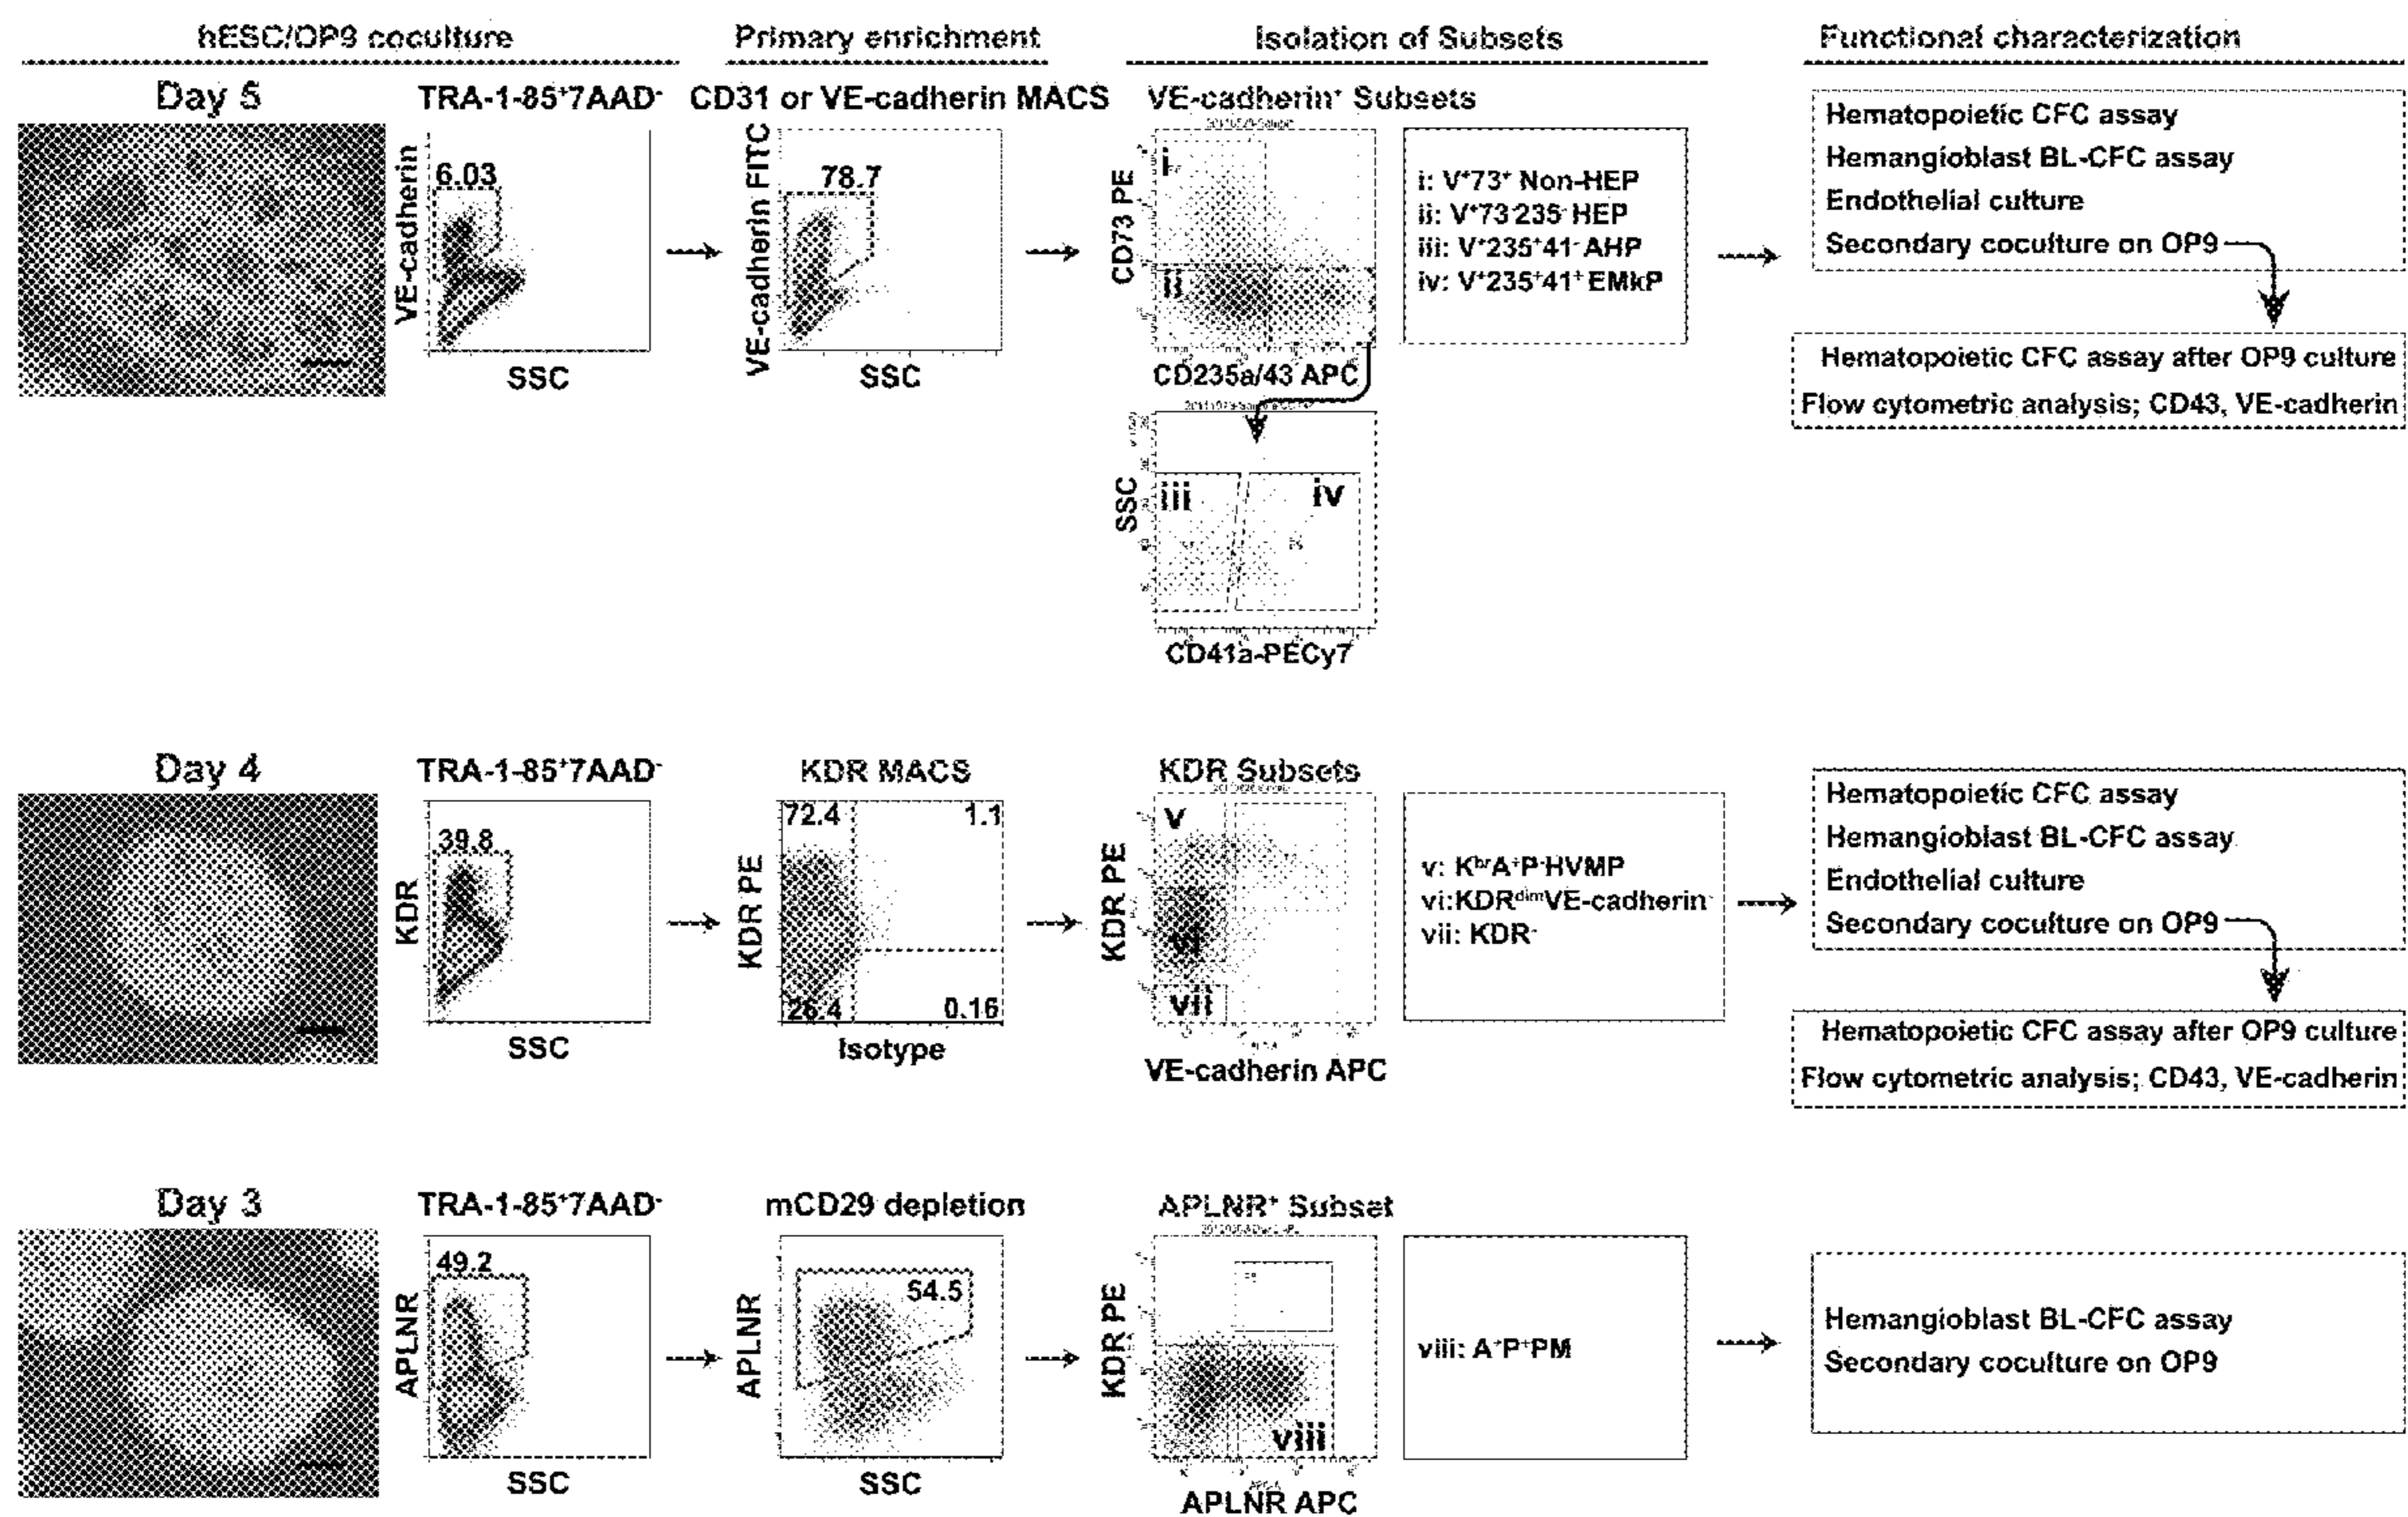 hESC/OP9 coculture
Primary enrichment
Isolation of Subsets
Functional characterization
Day 5
TRA-1-85⁺7AAD⁻
CD31 or VE-cadherin MACS
VE-cadherin⁺ Subsets
VE-cadherin
6.03
SSC
VE-cadherin FITC
78.7
SSC
CD73 PE
i
ii
CD235a/43 APC
SSC
iii
iv
CD41a-PECy7
i: V⁺73⁺ Non-HEP
ii: V⁺73⁻235⁻HEP
iii: V⁺235⁺41⁻AHP
iv: V⁺235⁺41⁺EMkP
Hematopoietic CFC assay
Hemangioblast BL-CFC assay
Endothelial culture
Secondary coculture on OP9
Hematopoietic CFC assay after OP9 culture
Flow cytometric analysis; CD43, VE-cadherin
Day 4
TRA-1-85⁺7AAD⁻
KDR MACS
KDR Subsets
KDR
39.8
SSC
KDR PE
72.4
1.1
26.4
0.16
Isotype
KDR PE
v
vi
vii
VE-cadherin APC
v: KᵇʳA⁺P⁻HVMP
vi:KDRᵈⁱᵐVE-cadherin⁻
vii: KDR⁻
Hematopoietic CFC assay
Hemangioblast BL-CFC assay
Endothelial culture
Secondary coculture on OP9
Hematopoietic CFC assay after OP9 culture
Flow cytometric analysis; CD43, VE-cadherin
Day 3
TRA-1-85⁺7AAD⁻
mCD29 depletion
APLNR⁺ Subset
APLNR
49.2
SSC
APLNR
54.5
SSC
KDR PE
viii
APLNR APC
viii: A⁺P⁺PM
Hemangioblast BL-CFC assay
Secondary coculture on OP9